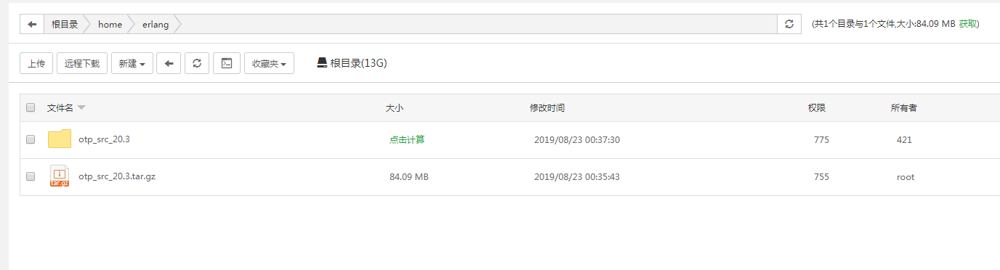 根目录 home erlang (共1个目录与1个文件,大小:84.09 MB 获取)
上传 远程下载 新建 收藏夹 根目录(13G)
文件名 大小 修改时间 权限 所有者
otp_src_20.3 点击计算 2019/08/23 00:37:30 775 421
otp_src_20.3.tar.gz 84.09 MB 2019/08/23 00:35:43 755 root
tar.gz